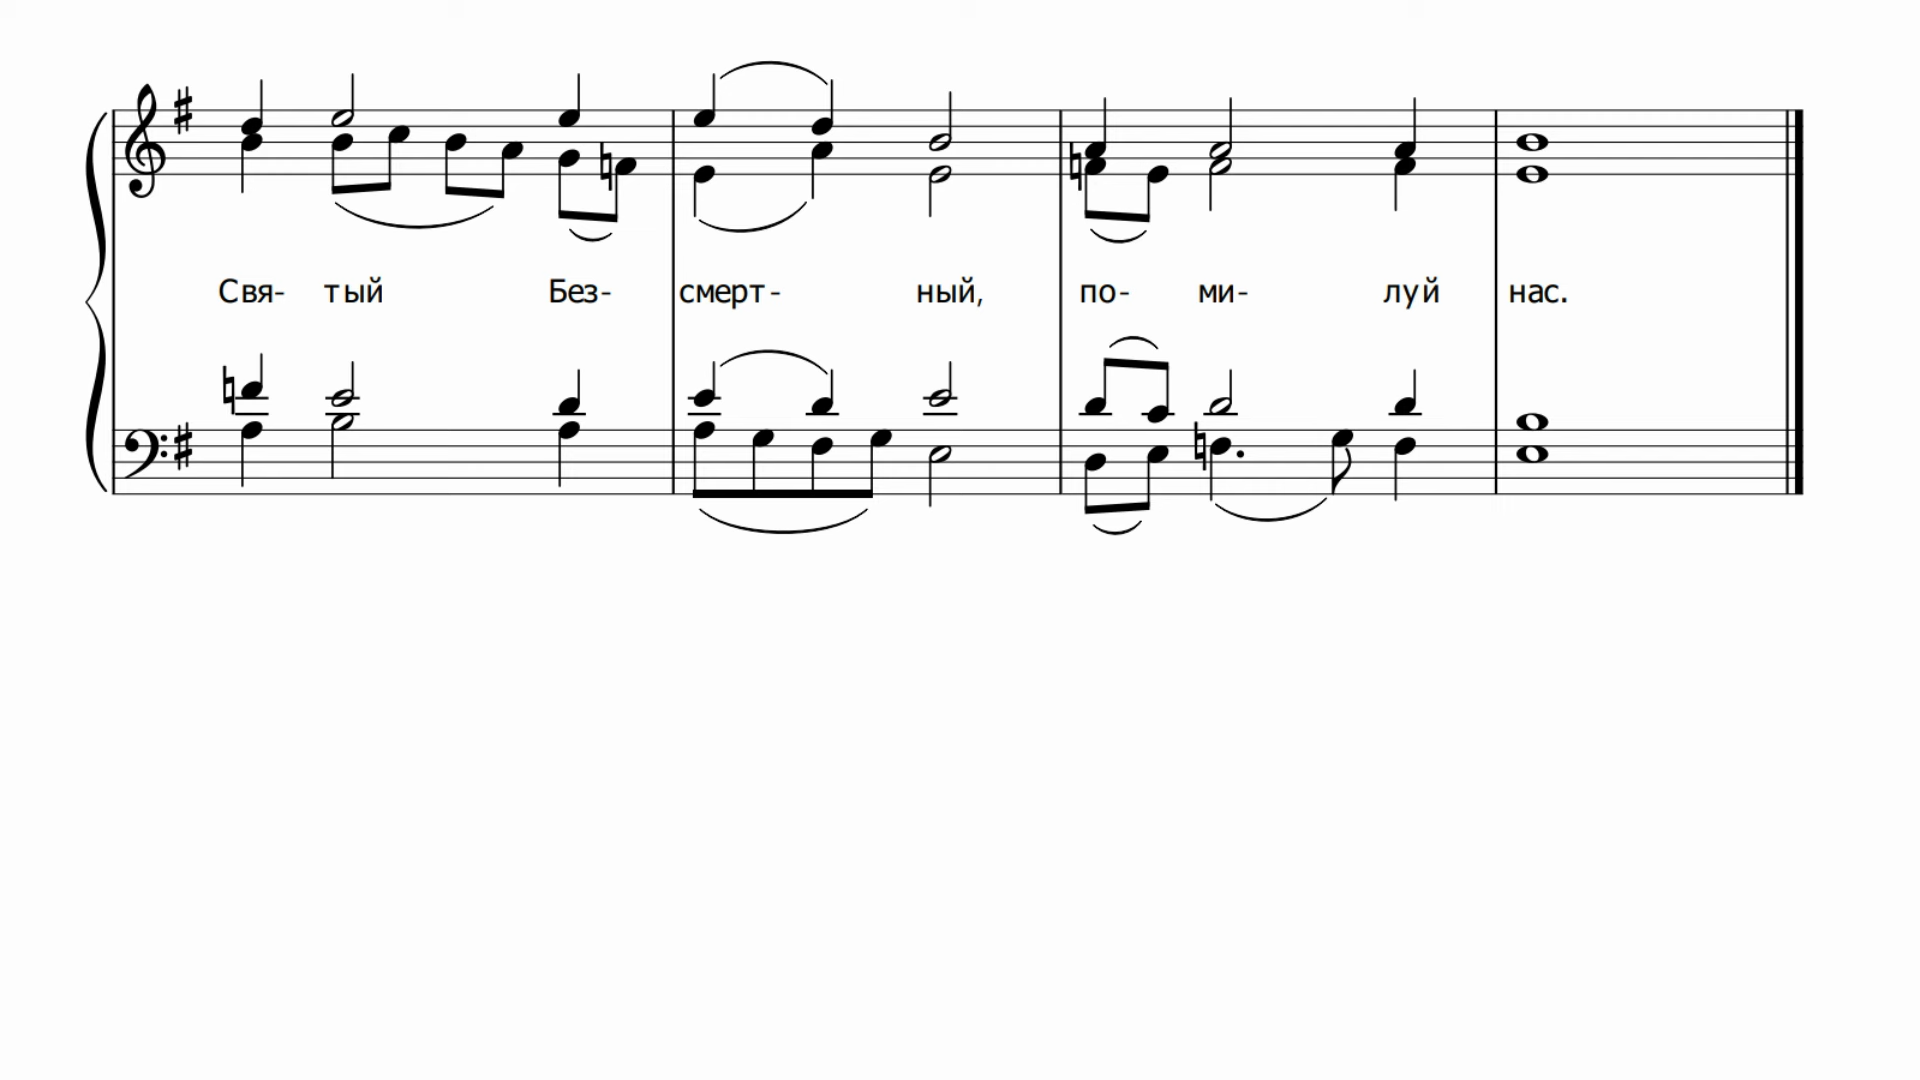 Свя- тый Без- смерт- ный, по- ми- луй нас.